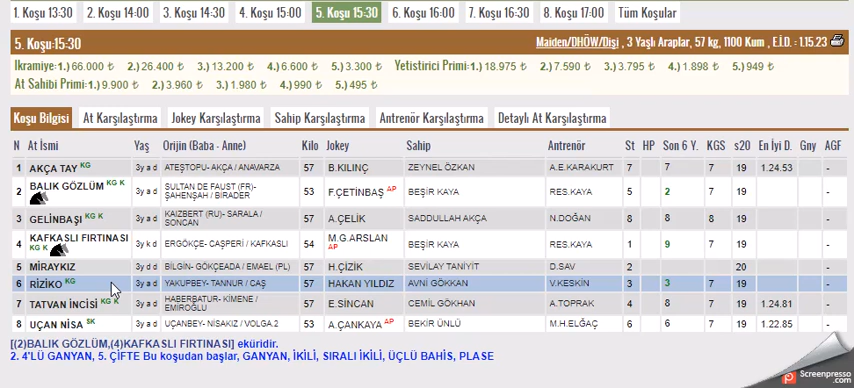 1. Koşu 13:30 2. Koşu 14:00 3. Koşu 14:30 4. Koşu 15:00 5. Koşu 15:30 6. Koşu 16:00 7. Koşu 16:30 8. Koşu 17:00 Tüm Koşular
5. Koşu:15:30 Maiden/DHÖW/Dişi , 3 Yaşlı Araplar, 57 kg, 1100 Kum , E.İ.D. : 1.15.23
Ikramiye: 1.) 66.000 2.) 26.400 3.) 13.200 4.) 6.600 5.) 3.300 Yetistirici Primi: 1.) 18.975 2.) 7.590 3.) 3.795 4.) 1.898 5.) 949
At Sahibi Primi: 1.) 9.900 2.) 3.960 3.) 1.980 4.) 990 5.) 495
Koşu Bilgisi At Karşılaştırma Jokey Karşılaştırma Sahip Karşılaştırma Antrenör Karşılaştırma Detaylı At Karşılaştırma
N At İsmi Yaş Orijin (Baba - Anne) Kilo Jokey Sahip Antrenör St HP Son 6 Y. KGS s20 En İyi D. Gny AGF
1 AKÇA TAY KG 3y a d ATEŞTOPU- AKÇA / ANAVARZA 57 B.KILINÇ ZEYNEL ÖZKAN A.E.KARAKURT 7 7 7 19 1.24.53 -
2 BALIK GÖZLÜM KG K 3y a d SULTAN DE FAUST (FR)- ŞAHENŞAH / BIRADER 53 F.ÇETİNBAŞ AP BEŞİR KAYA RES.KAYA 5 2 7 19 -
3 GELİNBAŞI KG K 3y a d KAIZBERT (RU)- SARALA / SONCAN 57 A.ÇELİK SADDULLAH AKÇA N.DOĞAN 8 8 8 19 -
4 KAFKASLI FIRTINASI KG K 3y k d ERGÖKÇE- CAŞPERİ / KAFKASLI 54 M.G.ARSLAN AP BEŞİR KAYA RES.KAYA 1 9 7 19 -
5 MİRAYKIZ 3y d d BİLGİN- GÖKÇEADA / EMAEL (PL) 57 H.ÇİZİK SEVİLAY TANİYİT D.SAV 2 20 -
6 RİZİKO KG 3y a d YAKUPBEY- TANNUR / CAŞ 57 HAKAN YILDIZ AVNİ GÖKKAN V.KESKİN 3 3 7 19 -
7 TATVAN İNCİSİ KG K 3y a d HABERBATUR- KİMENE / EMİROĞLU 57 E.SİNCAN CEMİL GÖKHAN A.TOPRAK 4 8 7 19 1.24.81 -
8 UÇAN NİSA SK 3y a d UÇANBEY- NİSAKIZ / VOLGA.2 53 A.ÇANKAYA AP BEKİR ÜNLÜ M.H.ELGAÇ 6 6 7 19 1.22.85 -
[(2)BALIK GÖZLÜM,(4)KAFKASLI FIRTINASI] eküridir.
2. 4'LÜ GANYAN, 5. ÇİFTE Bu koşudan başlar, GANYAN, İKİLİ, SIRALI İKİLİ, ÜÇLÜ BAHİS, PLASE
Screenpresso
.com